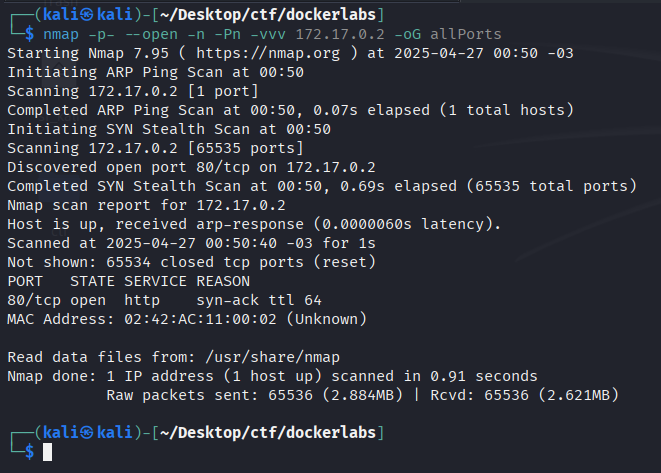 ┌──(kali㉿kali)-[~/Desktop/ctf/dockerlabs]
└─$ nmap -p- --open -n -Pn -vvv 172.17.0.2 -oG allPorts
Starting Nmap 7.95 ( https://nmap.org ) at 2025-04-27 00:50 -03
Initiating ARP Ping Scan at 00:50
Scanning 172.17.0.2 [1 port]
Completed ARP Ping Scan at 00:50, 0.07s elapsed (1 total hosts)
Initiating SYN Stealth Scan at 00:50
Scanning 172.17.0.2 [65535 ports]
Discovered open port 80/tcp on 172.17.0.2
Completed SYN Stealth Scan at 00:50, 0.69s elapsed (65535 total ports)
Nmap scan report for 172.17.0.2
Host is up, received arp-response (0.0000060s latency).
Scanned at 2025-04-27 00:50:40 -03 for 1s
Not shown: 65534 closed tcp ports (reset)
PORT   STATE SERVICE REASON
80/tcp open  http    syn-ack ttl 64
MAC Address: 02:42:AC:11:00:02 (Unknown)

Read data files from: /usr/share/nmap
Nmap done: 1 IP address (1 host up) scanned in 0.91 seconds
           Raw packets sent: 65536 (2.884MB) | Rcvd: 65536 (2.621MB)

┌──(kali㉿kali)-[~/Desktop/ctf/dockerlabs]
└─$